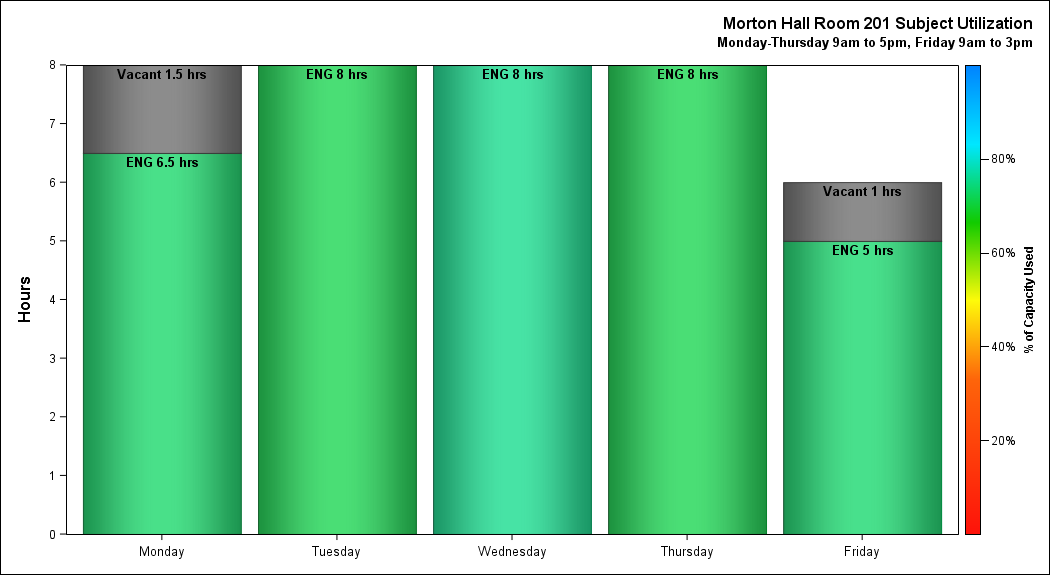 Morton Hall Room 201 Subject Utilization
Monday-Thursday 9am to 5pm, Friday 9am to 3pm
Hours
8
7
6
5
4
3
2
1
0
Vacant 1.5 hrs
ENG 6.5 hrs
ENG 8 hrs
ENG 8 hrs
ENG 8 hrs
Vacant 1 hrs
ENG 5 hrs
Monday
Tuesday
Wednesday
Thursday
Friday
80%
60%
40%
20%
% of Capacity Used